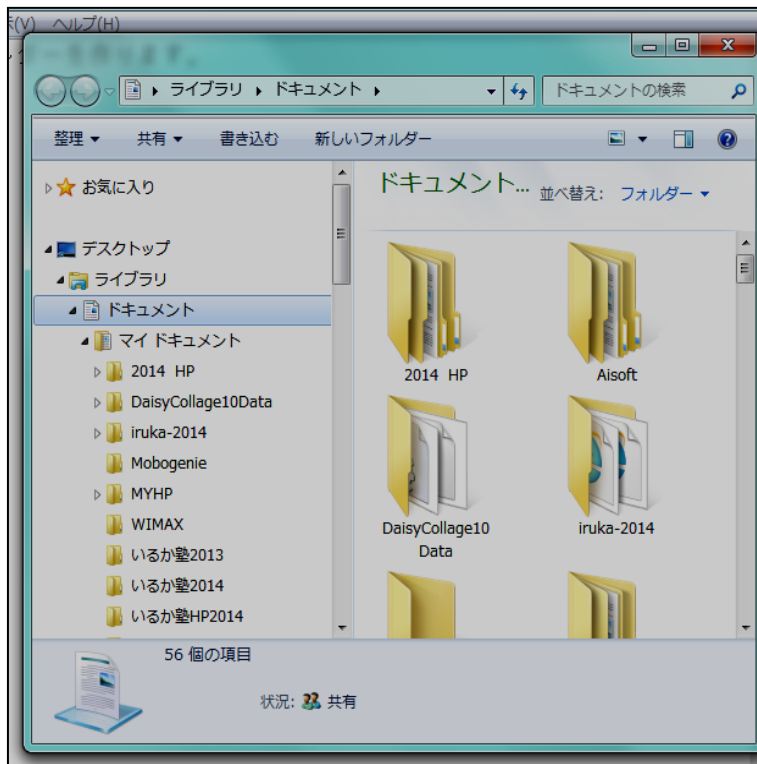 示(V) ヘルプ(H)
ーを作ります。
ライブラリ ドキュメント
ドキュメントの検索
整理 共有 書き込む 新しいフォルダー
お気に入り
デスクトップ
ライブラリ
ドキュメント
マイ ドキュメント
2014 HP
DaisyCollage10Data
iruka-2014
Mobogenie
MYHP
WIMAX
いるか塾2013
いるか塾2014
いるか塾HP2014
ドキュメント...
並べ替え: フォルダー
2014 HP
Aisoft
DaisyCollage10
Data
iruka-2014
56 個の項目
状況: 共有